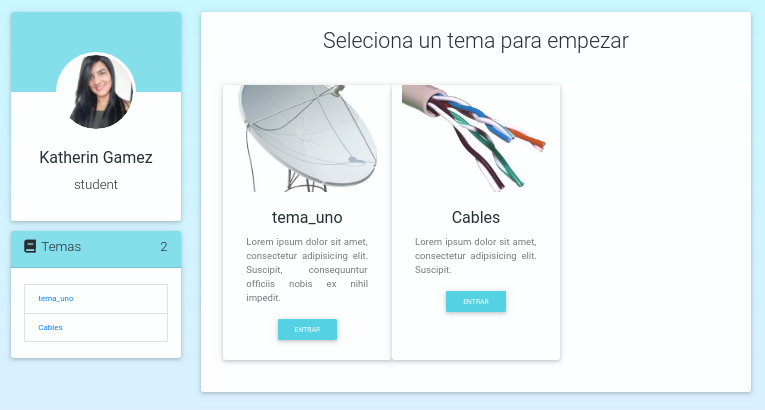 Katherin Gamez
student
Temas 2
tema_uno
Cables
Seleciona un tema para empezar
tema_uno
Lorem ipsum dolor sit amet,
consectetur adipisicing elit.
Suscipit, consequuntur
officiis nobis ex nihil
impedit.
ENTRAR
Cables
Lorem ipsum dolor sit amet,
consectetur adipisicing elit.
Suscipit.
ENTRAR